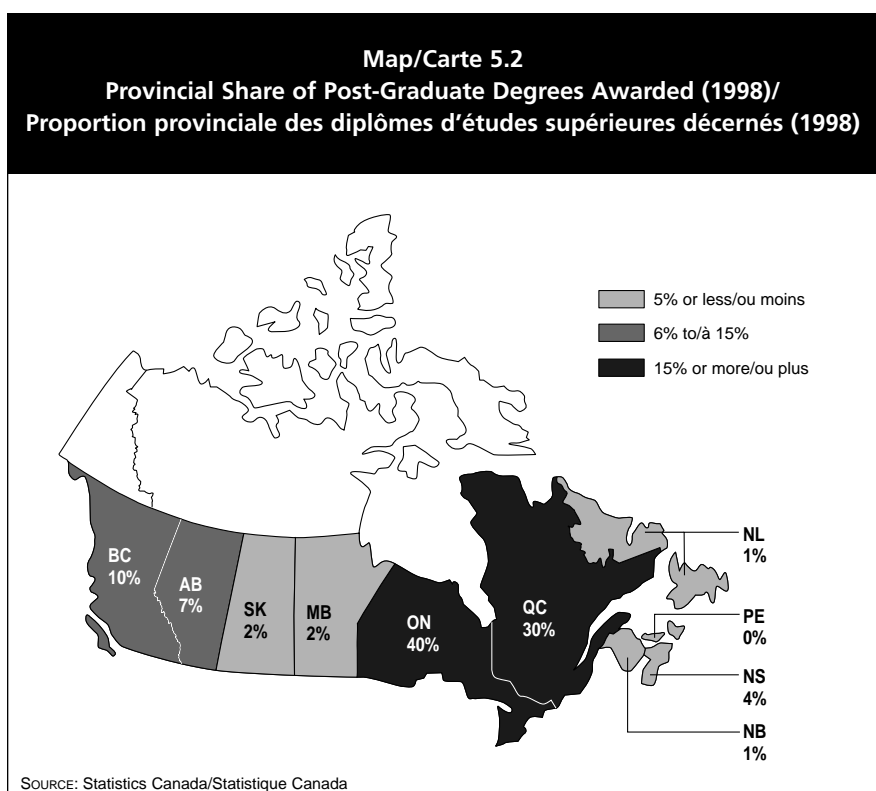 Map/Carte 5.2
Provincial Share of Post-Graduate Degrees Awarded (1998)/
Proportion provinciale des diplômes d'études supérieures décernés (1998)
5% or less/ou moins
6% to/à 15%
15% or more/ou plus
BC
10%
AB
7%
SK
2%
MB
2%
ON
40%
QC
30%
NL
1%
PE
0%
NS
4%
NB
1%
SOURCE: Statistics Canada/Statistique Canada